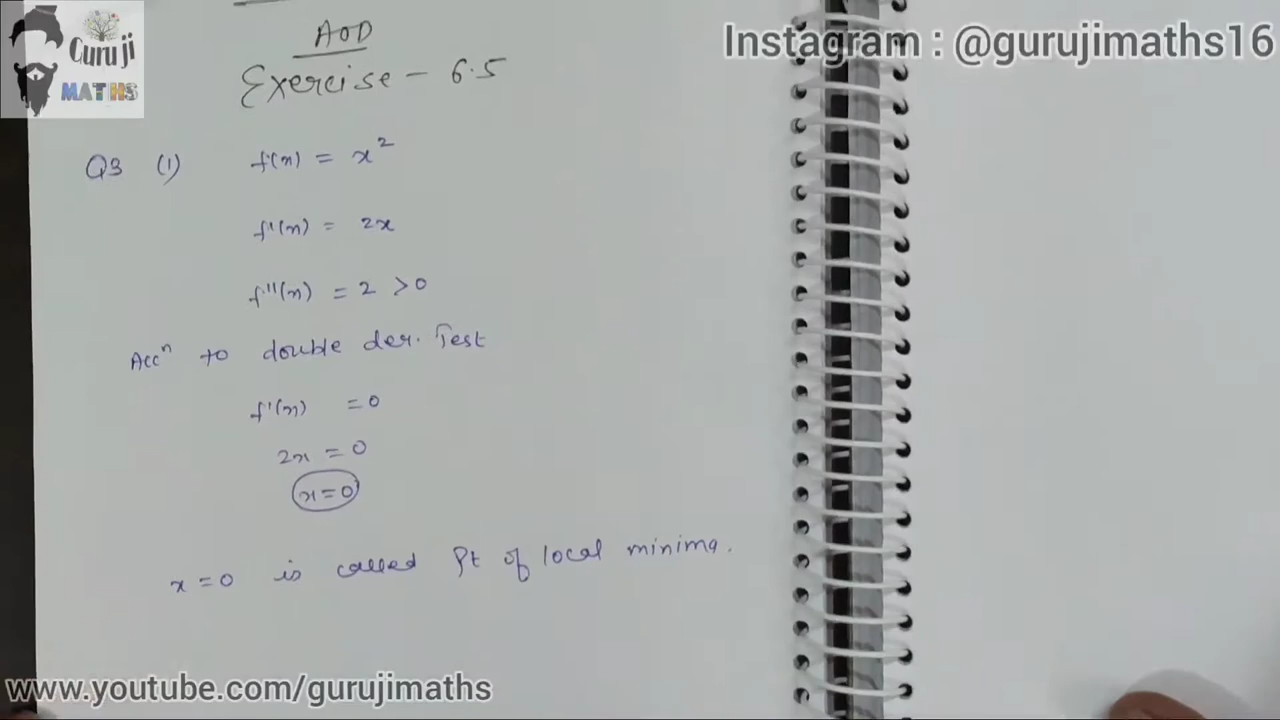 Guru ji
MATHS
Instagram : @gurujimaths16
AOD
Exercise - 6.5
Q3 (1) f(x) = x²
f'(x) = 2x
f''(x) = 2 > 0
Accⁿ to double der. Test
f'(x) = 0
2x = 0
x=0
x = 0 is called Pt of local minima.
www.youtube.com/gurujimaths